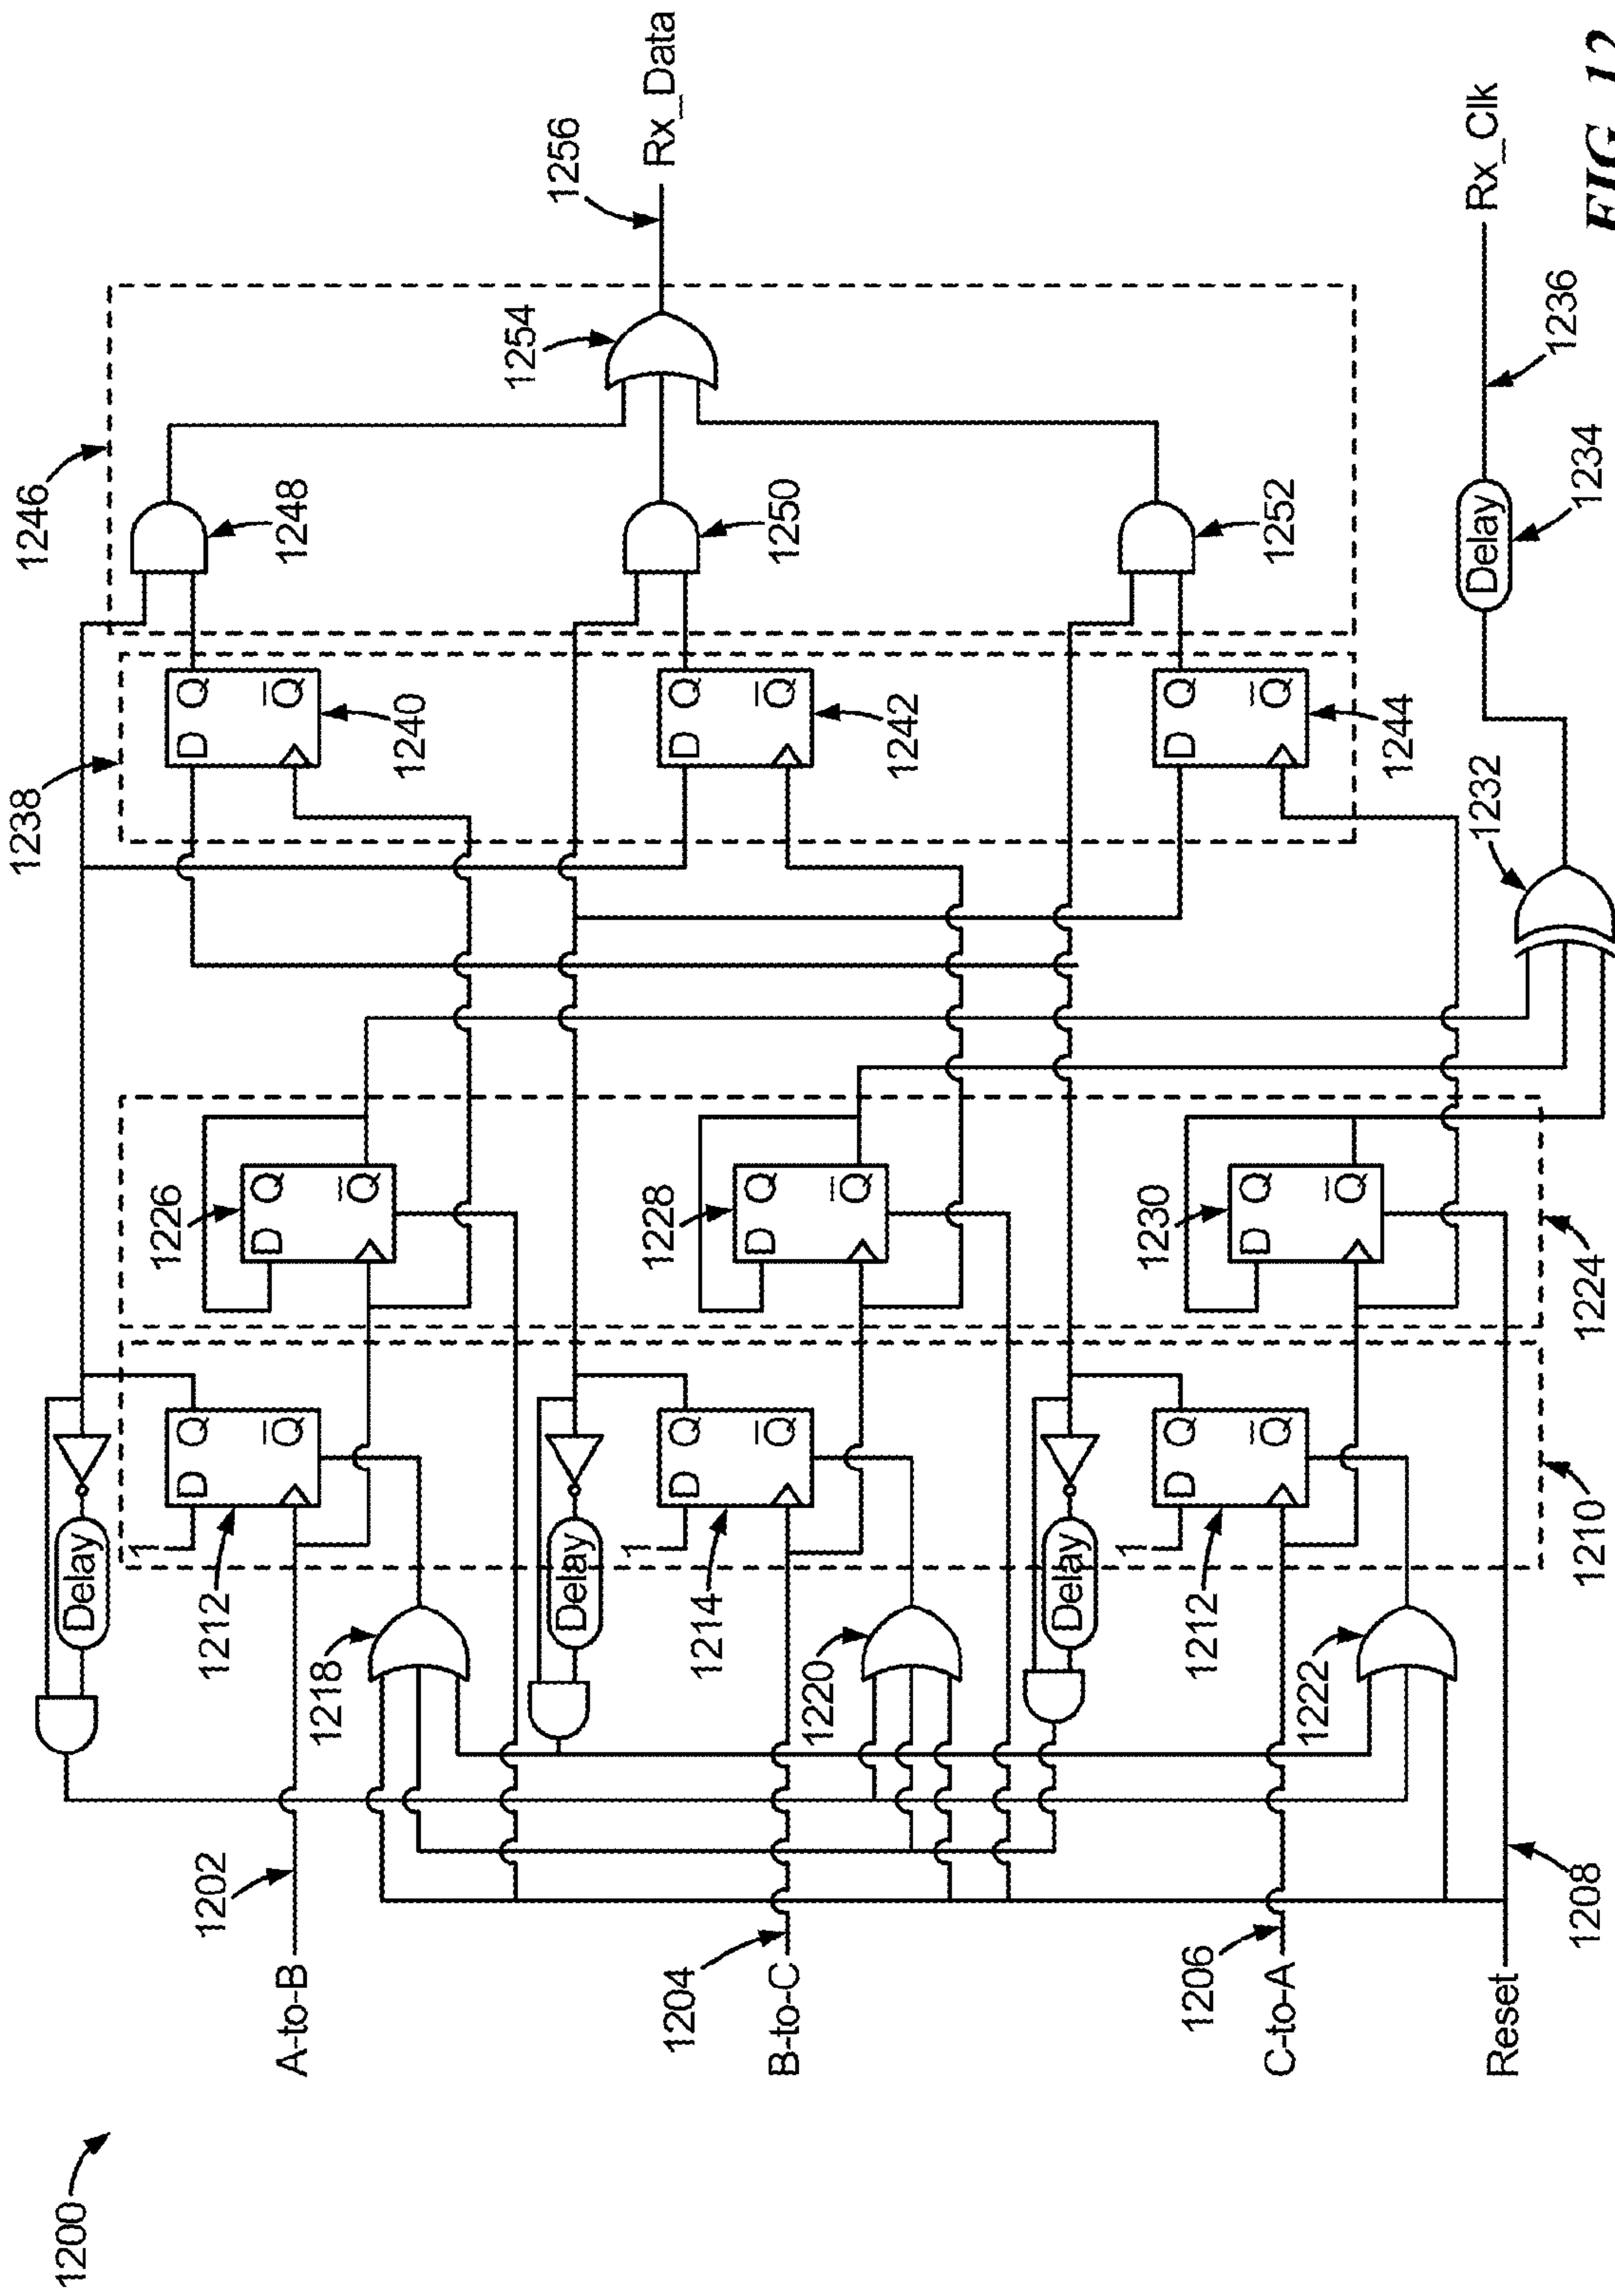 1200
1238
1246
Delay
1226
D Q
Q
1
D Q
Q
D Q
Q
1202
1212
1240
1248
A-to-B
1218
1254
1256
Delay
1228
Rx_Data
1204
1
D Q
Q
D Q
Q
D Q
Q
1214
B-to-C
1220
1242
1250
Delay
1230
1206
1
D Q
Q
D Q
Q
D Q
Q
1212
C-to-A
1222
1244
1252
1232
Delay
Rx_Clk
Reset
1208
1210
1224
1234
1236
FIG. 12